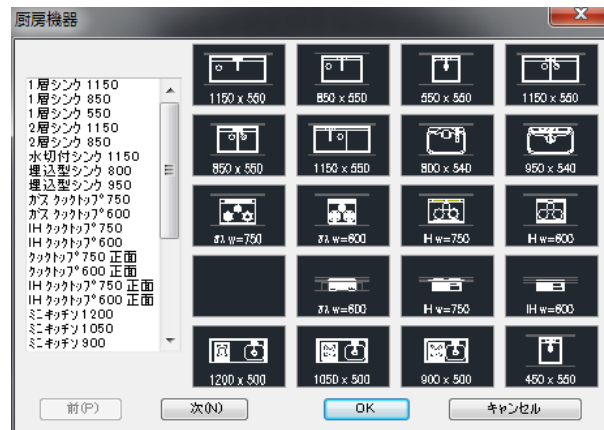 厨房機器
1層シンク 1150
1層シンク 850
1層シンク 550
2層シンク 1150
2層シンク 850
水切付シンク 1150
埋込型シンク 800
埋込型シンク 950
ガス クックトップ 750
ガス クックトップ 600
IH クックトップ 750
IH クックトップ 600
クックトップ 750 正面
クックトップ 600 正面
IH クックトップ 750 正面
IH クックトップ 600 正面
ミニキッチン 1200
ミニキッチン 1050
ミニキッチン 900
1150 x 550
850 x 550
550 x 550
1150 x 550
850 x 550
1150 x 550
800 x 540
950 x 540
ガス w=750
ガス w=600
IH w=750
IH w=600
ガス w=600
IH w=750
IH w=600
1200 x 500
1050 x 500
900 x 500
450 x 550
前(P)
次(N)
OK
キャンセル